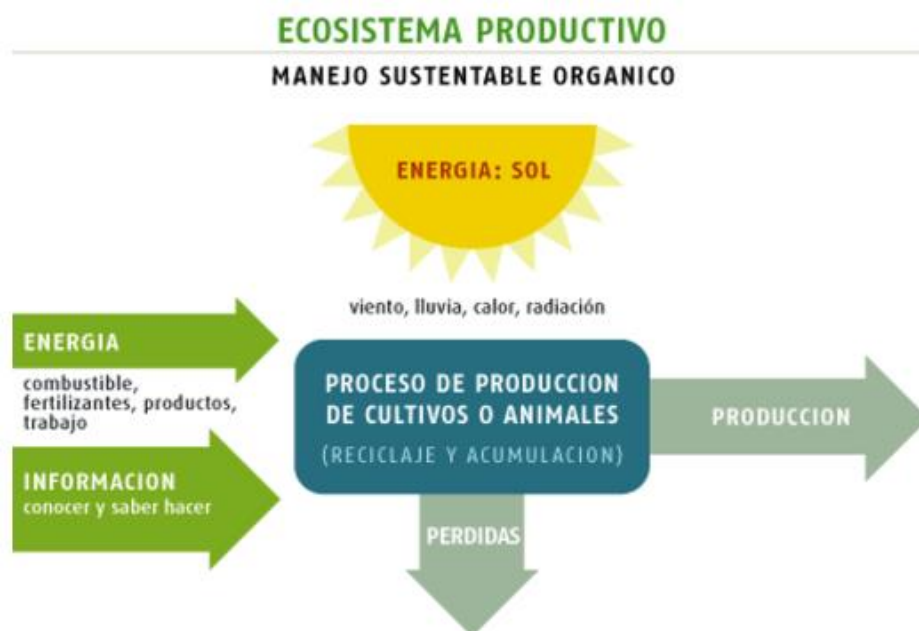 ECOSISTEMA PRODUCTIVO
MANEJO SUSTENTABLE ORGANICO
ENERGIA: SOL
viento, lluvia, calor, radiación
ENERGIA
combustible,
fertilizantes, productos,
trabajo
INFORMACION
conocer y saber hacer
PROCESO DE PRODUCCION
DE CULTIVOS O ANIMALES
(RECICLAJE Y ACUMULACION)
PRODUCCION
PERDIDAS